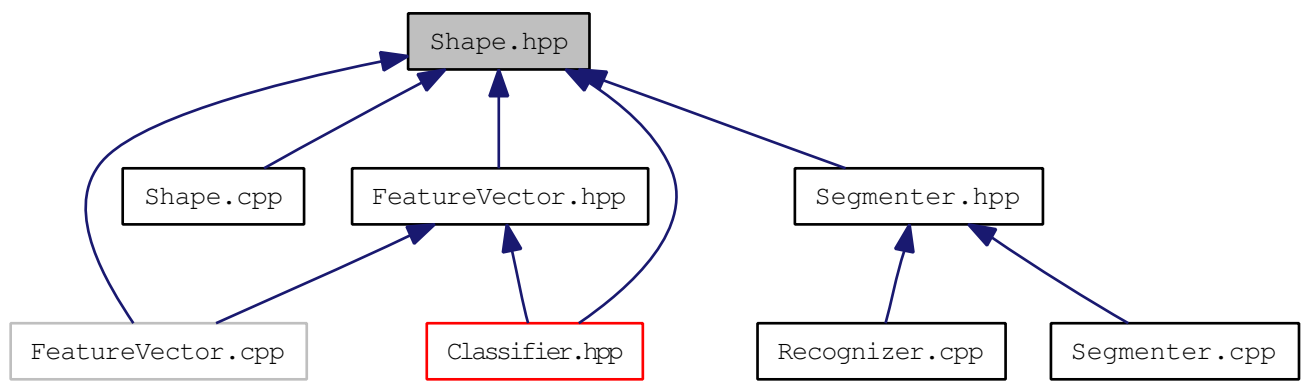 Shape.hpp
Shape.cpp
FeatureVector.hpp
Segmenter.hpp
FeatureVector.cpp
Classifier.hpp
Recognizer.cpp
Segmenter.cpp